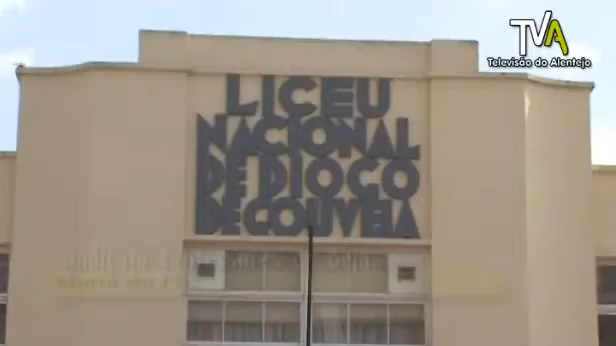 TVA
Televisão do Alentejo
LICEU
NACIONAL
DE DIOGO
DE GOUVEIA